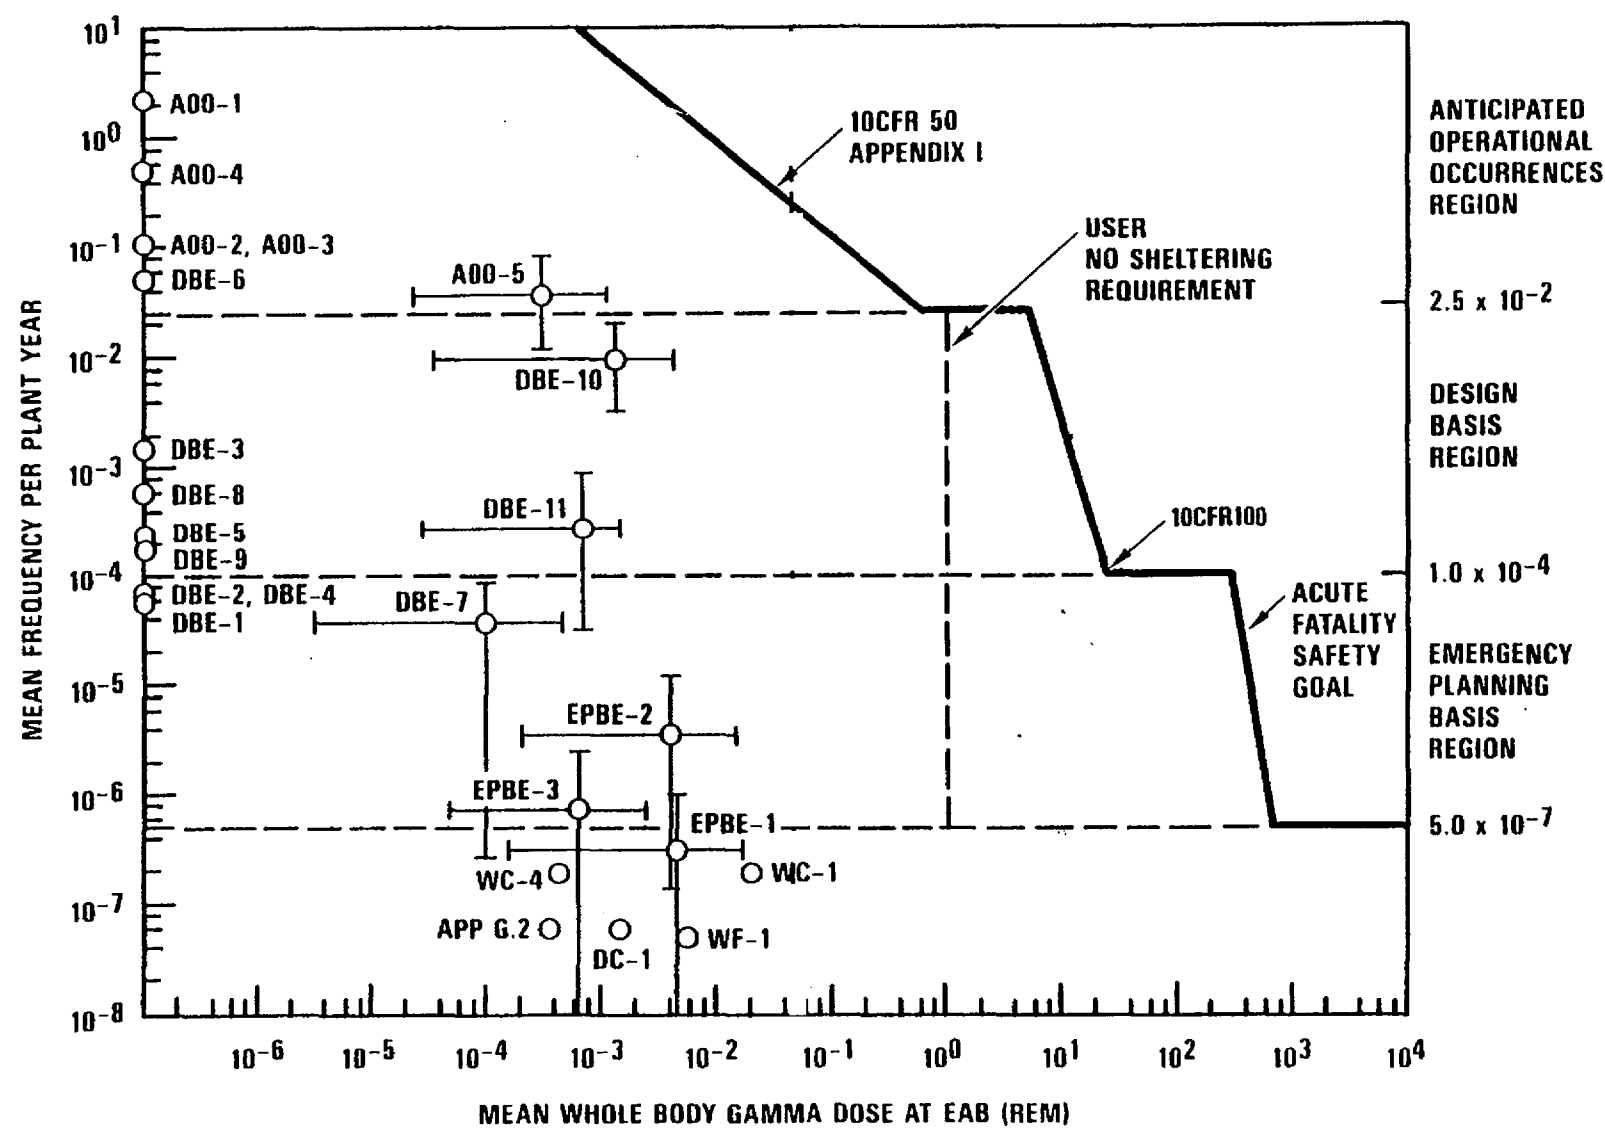 10^1
10^0
10^-1
10^-2
10^-3
10^-4
10^-5
10^-6
10^-7
10^-8
MEAN FREQUENCY PER PLANT YEAR
A00-1
A00-4
A00-2, A00-3
DBE-6
DBE-3
DBE-8
DBE-5
DBE-9
DBE-2, DBE-4
DBE-1
A00-5
DBE-10
DBE-11
DBE-7
EPBE-2
EPBE-3
EPBE-1
WC-4
WC-1
APP G.2
DC-1
WF-1
10CFR 50
APPENDIX I
USER
NO SHELTERING
REQUIREMENT
10CFR100
ACUTE
FATALITY
SAFETY
GOAL
ANTICIPATED
OPERATIONAL
OCCURRENCES
REGION
2.5 x 10^-2
DESIGN
BASIS
REGION
1.0 x 10^-4
EMERGENCY
PLANNING
BASIS
REGION
5.0 x 10^-7
10^-6
10^-5
10^-4
10^-3
10^-2
10^-1
10^0
10^1
10^2
10^3
10^4
MEAN WHOLE BODY GAMMA DOSE AT EAB (REM)